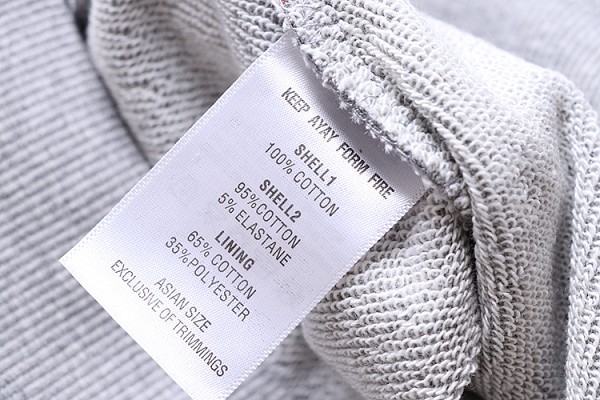 KEEP AYAY FORM FIRE
SHELL1
100% COTTON
SHELL2
95%COTTON
5% ELASTANE
LINING
65% COTTON
35%POLYESTER
ASIAN SIZE
EXCLUSIVE OF TRIMMINGS